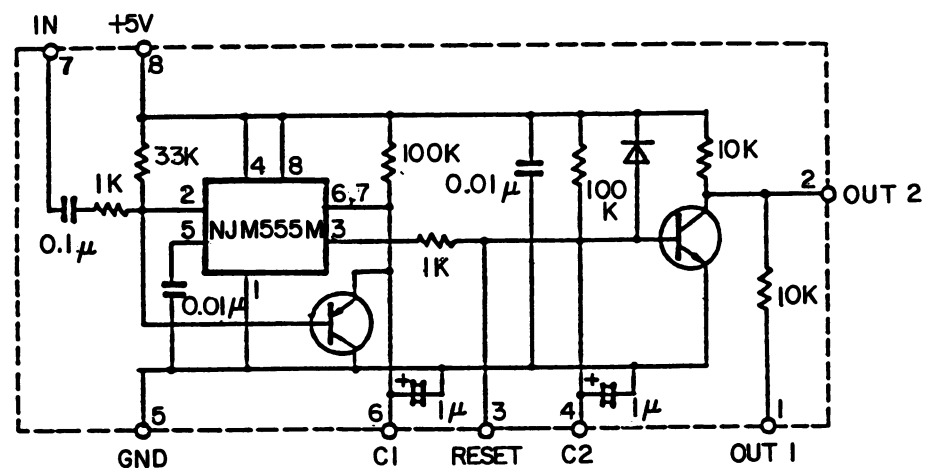 IN +5V
7 8
33K
4 8
100K
0.01μ
100
K
10K
2 OUT 2
1K
2
6,7
NJM555M
5
3
0.1μ
1K
0.01μ
1
10K
+ 1μ
+ 1μ
5 6 3 4 1
GND C1 RESET C2 OUT 1